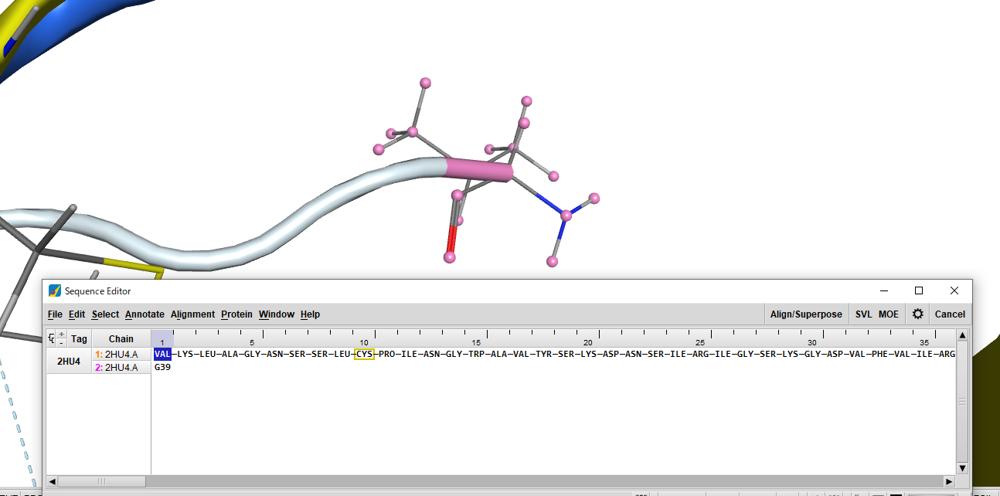 Sequence Editor
File Edit Select Annotate Alignment Protein Window Help Align/Superpose SVL MOE Cancel
+
- Tag Chain 1 5 10 15 20 25 30 35
2HU4 1: 2HU4.A VAL-LYS-LEU-ALA-GLY-ASN-SER-SER-LEU-CYS-PRO-ILE-ASN-GLY-TRP-ALA-VAL-TYR-SER-LYS-ASP-ASN-SER-ILE-ARG-ILE-GLY-SER-LYS-GLY-ASP-VAL-PHE-VAL-ILE-ARG
2: 2HU4.A G39